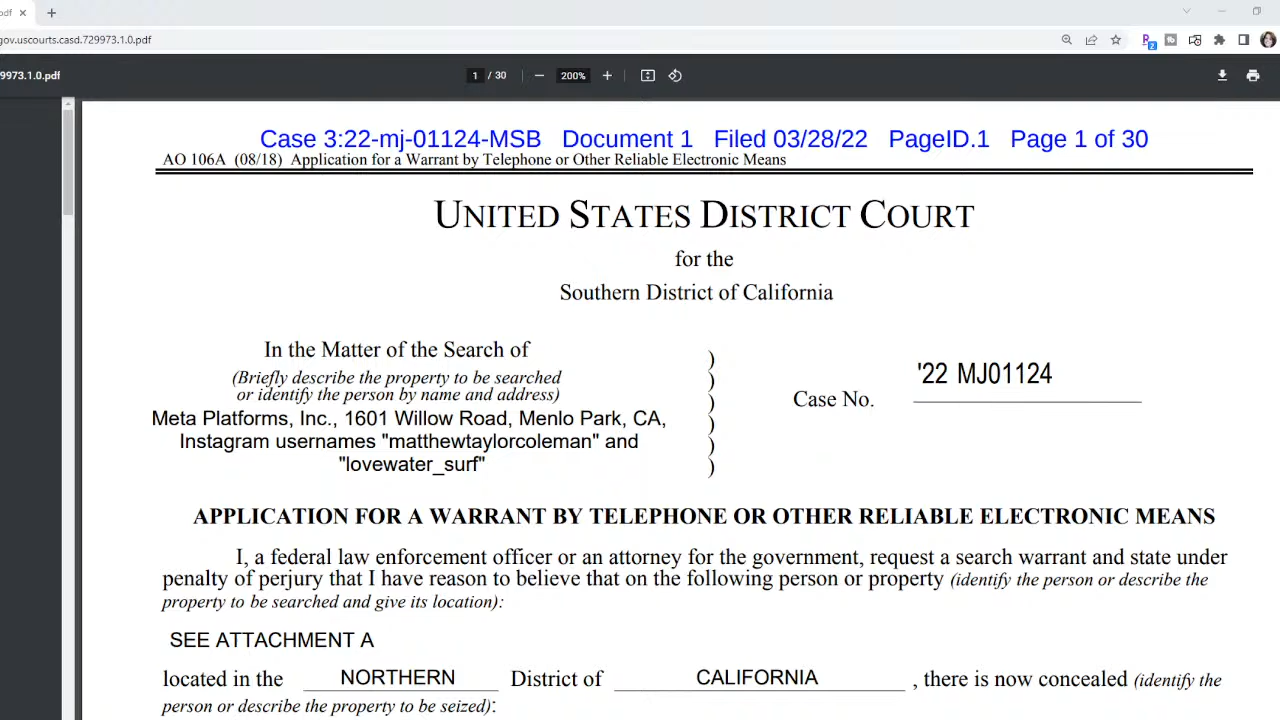 odf
gov.uscourts.casd.729973.1.0.pdf
9973.1.0.pdf
1 / 30
200%
Case 3:22-mj-01124-MSB Document 1 Filed 03/28/22 PageID.1 Page 1 of 30
AO 106A (08/18) Application for a Warrant by Telephone or Other Reliable Electronic Means
UNITED STATES DISTRICT COURT
for the
Southern District of California
In the Matter of the Search of
(Briefly describe the property to be searched
or identify the person by name and address)
Meta Platforms, Inc., 1601 Willow Road, Menlo Park, CA,
Instagram usernames "matthewtaylorcoleman" and
"lovewater_surf"
)
)
)
)
)
)
Case No.
'22 MJ01124
APPLICATION FOR A WARRANT BY TELEPHONE OR OTHER RELIABLE ELECTRONIC MEANS
I, a federal law enforcement officer or an attorney for the government, request a search warrant and state under
penalty of perjury that I have reason to believe that on the following person or property (identify the person or describe the
property to be searched and give its location):
SEE ATTACHMENT A
located in the NORTHERN District of CALIFORNIA , there is now concealed (identify the
person or describe the property to be seized):